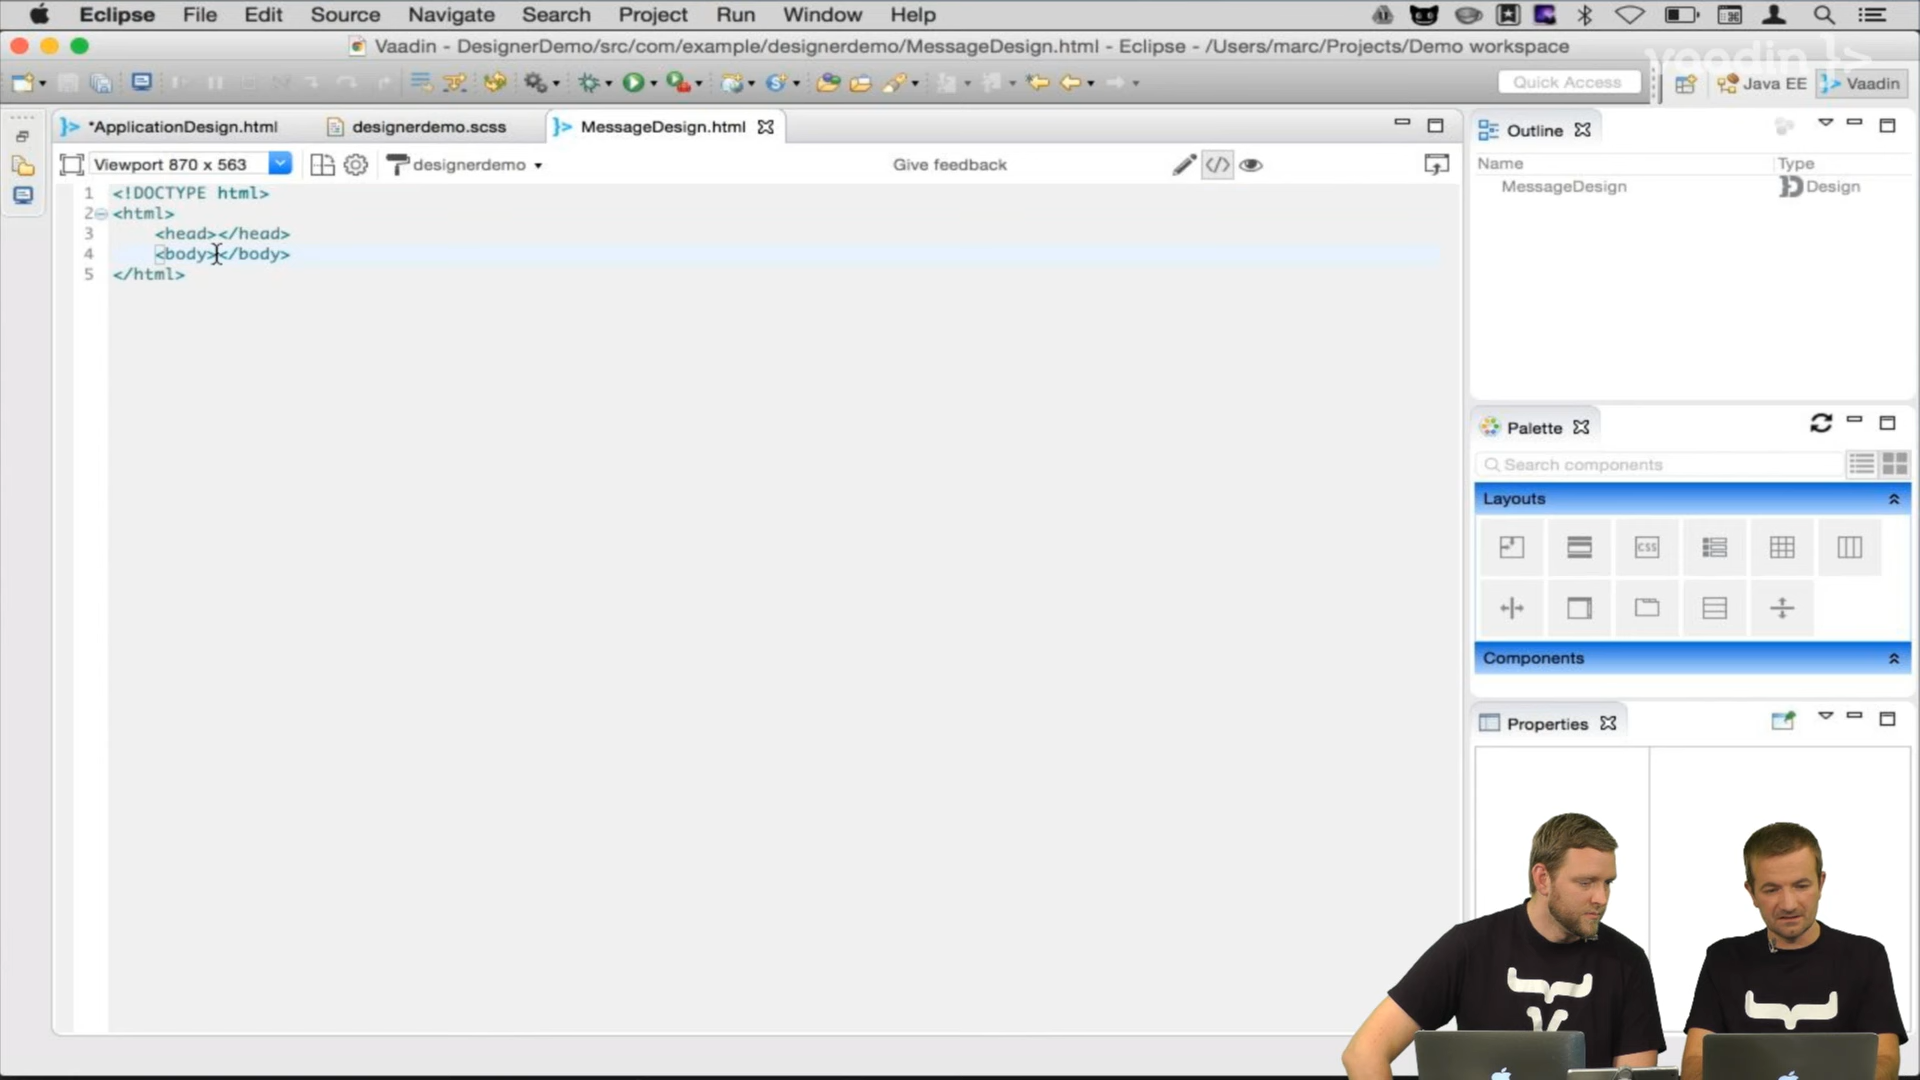 Eclipse File Edit Source Navigate Search Project Run Window Help
Vaadin - DesignerDemo/src/com/example/designerdemo/MessageDesign.html - Eclipse - /Users/marc/Projects/Demo workspace
vaadin }>
Quick Access
Java EE
Vaadin
*ApplicationDesign.html
designerdemo.scss
MessageDesign.html
Viewport 870 x 563
designerdemo
Give feedback
1 <!DOCTYPE html>
2 <html>
3 <head></head>
4 <body></body>
5 </html>
Outline
Name Type
MessageDesign Design
Palette
Search components
Layouts
CSS
Components
Properties